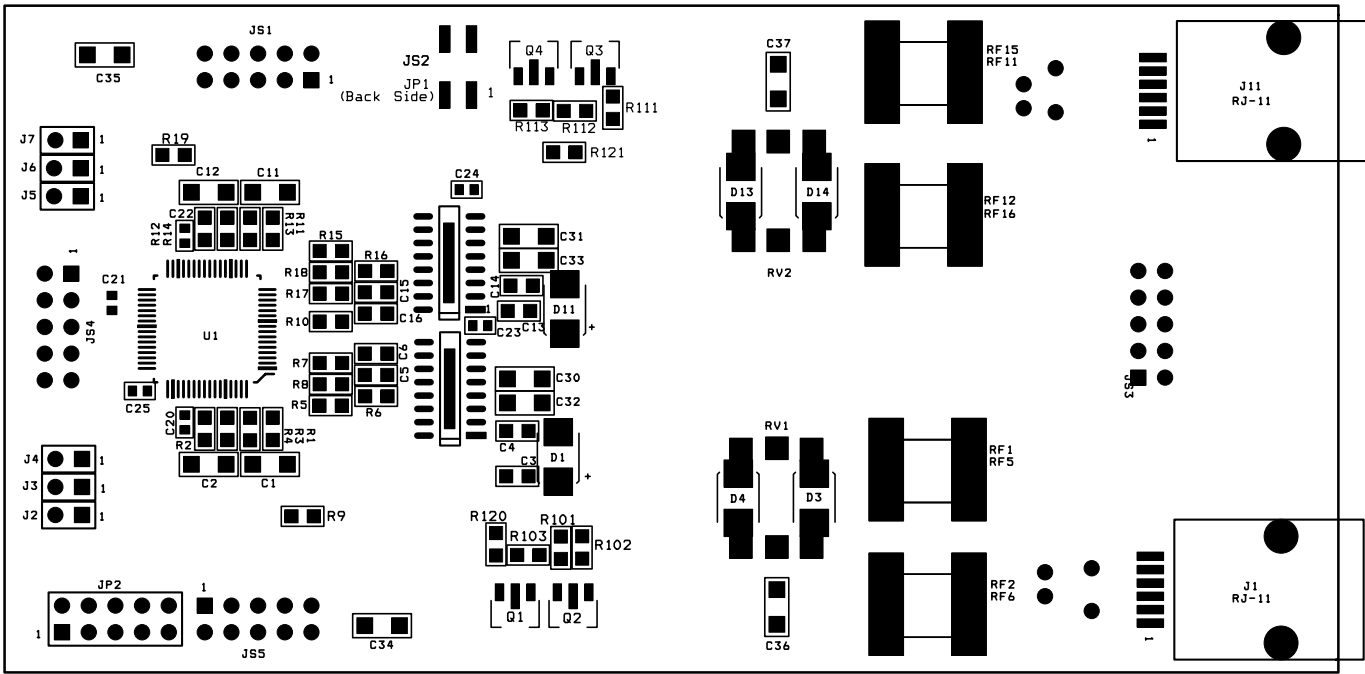 JS1
C35
1
JS2
JP1
(Back Side)
1
Q4
Q3
R113
R112
R111
R121
C37
RF15
RF11
J11
RJ-11
1
J7
1
J6
1
J5
1
R19
C12
C11
C24
D13
D14
RF12
RF16
C22
R12
R14
R13
R11
R15
R16
C31
C33
RV2
1
C21
R18
R17
C15
C14
C16
R10
D11
+
C13
1
C23
JS4
U1
R7
C6
R8
C5
R5
R6
C30
C32
JS3
C25
C20
R2
R4
R3
R1
C4
C3
D1
+
RV1
RF1
RF5
J4
1
J3
1
J2
1
C2
C1
D4
D3
R9
R120
R103
R101
R102
JP2
1
1
JS5
C34
Q1
Q2
C36
RF2
RF6
J1
RJ-11
1